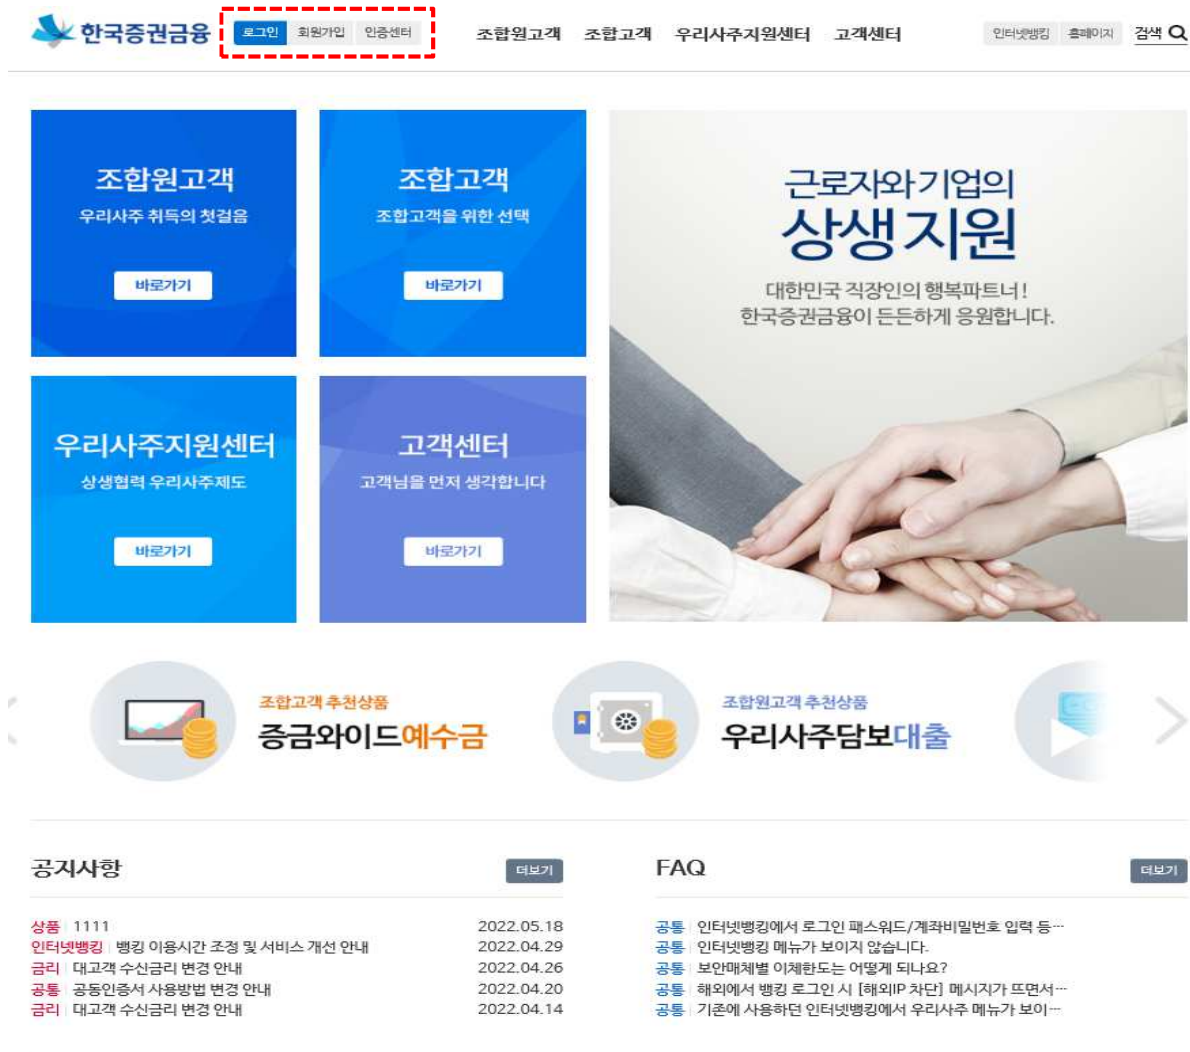 한국증권금융 로그인 회원가입 인증센터 조합원고객 조합고객 우리사주지원센터 고객센터 인터넷뱅킹 홈페이지 검색
조합원고객
우리사주 취득의 첫걸음
바로가기
조합고객
조합고객을 위한 선택
바로가기
근로자와 기업의
상생 지원
대한민국 직장인의 행복파트너!
한국증권금융이 든든하게 응원합니다.
우리사주지원센터
상생협력 우리사주제도
바로가기
고객센터
고객님을 먼저 생각합니다
바로가기
조합고객 추천상품
증금와이드예수금
조합원고객 추천상품
우리사주담보대출
공지사항 더보기
상품 1111 2022.05.18
인터넷뱅킹 뱅킹 이용시간 조정 및 서비스 개선 안내 2022.04.29
금리 대고객 수신금리 변경 안내 2022.04.26
공통 공동인증서 사용방법 변경 안내 2022.04.20
금리 대고객 수신금리 변경 안내 2022.04.14
FAQ 더보기
공통 인터넷뱅킹에서 로그인 패스워드/계좌비밀번호 입력 등…
공통 인터넷뱅킹 메뉴가 보이지 않습니다.
공통 보안매체별 이체한도는 어떻게 되나요?
공통 해외에서 뱅킹 로그인 시 [해외IP 차단] 메시지가 뜨면서…
공통 기존에 사용하던 인터넷뱅킹에서 우리사주 메뉴가 보이…